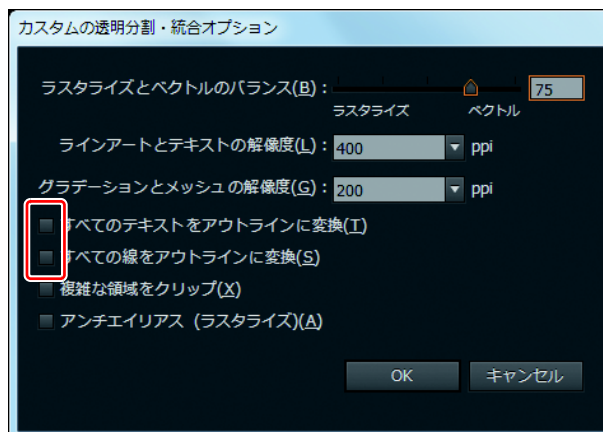 カスタムの透明分割・統合オプション
ラスタライズとベクトルのバランス(B)： 75
ラスタライズ ベクトル
ラインアートとテキストの解像度(L)： 400 ppi
グラデーションとメッシュの解像度(G)： 200 ppi
すべてのテキストをアウトラインに変換(T)
すべての線をアウトラインに変換(S)
複雑な領域をクリップ(X)
アンチエイリアス (ラスタライズ)(A)
OK キャンセル